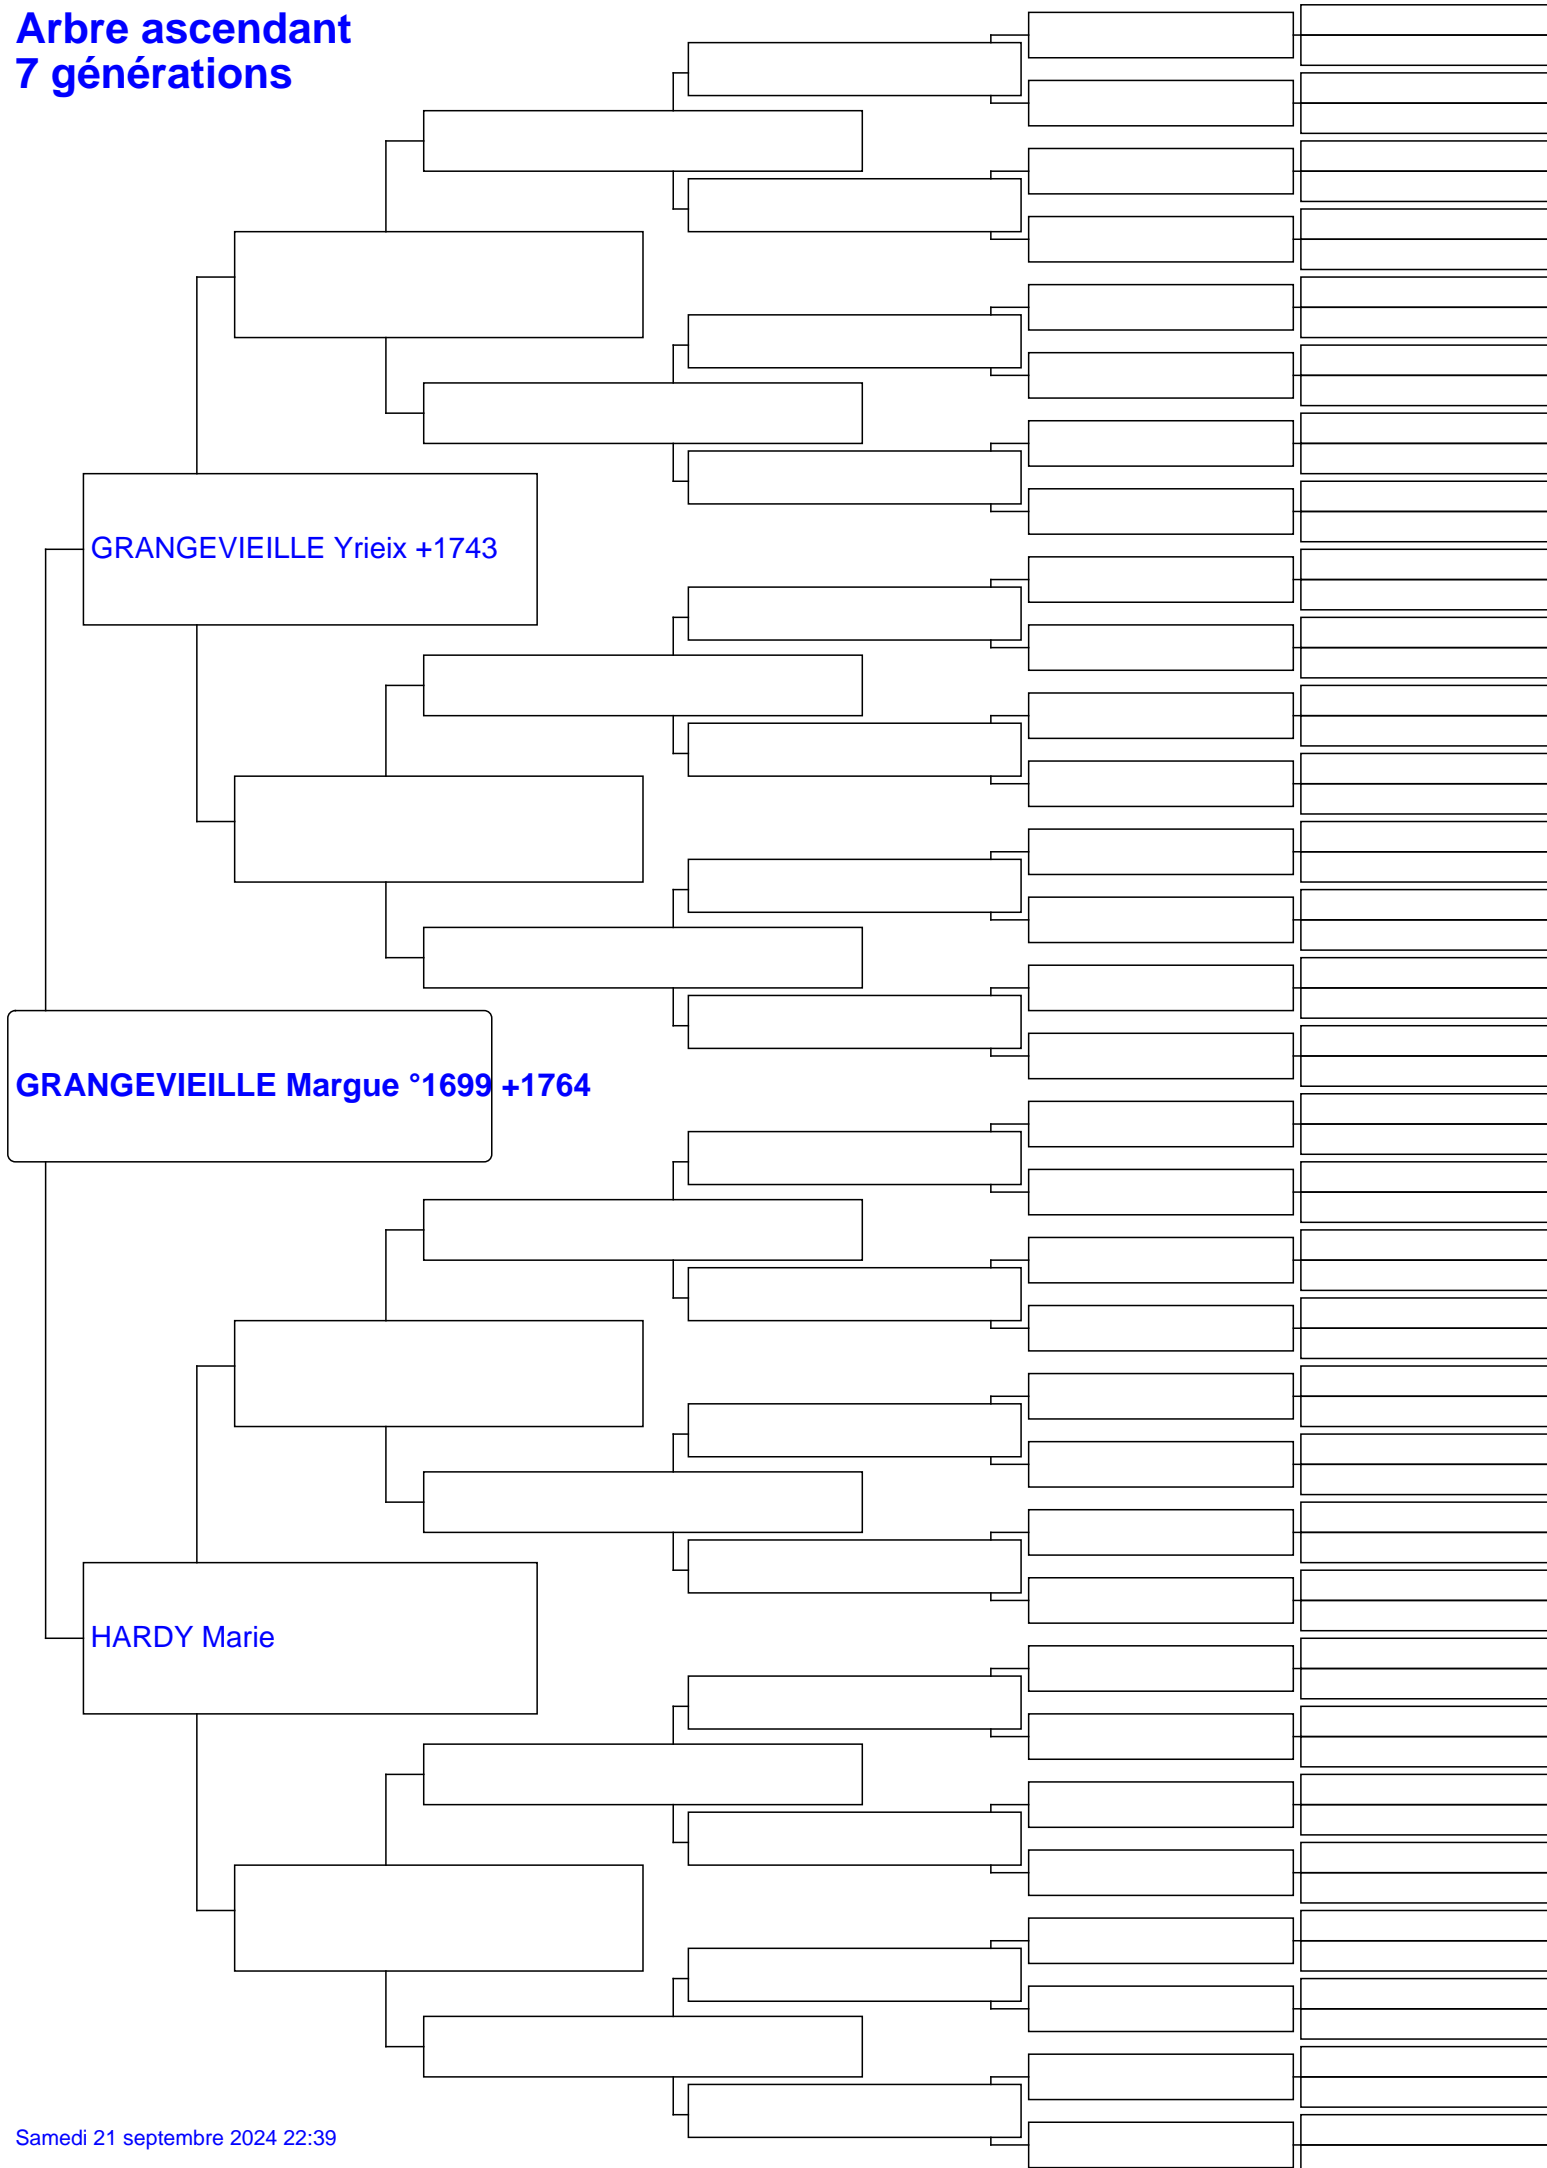 Arbre ascendant
7 générations
GRANGEVIEILLE Yrieix +1743
GRANGEVIEILLE Margue °1699 +1764
HARDY Marie
Samedi 21 septembre 2024 22:39